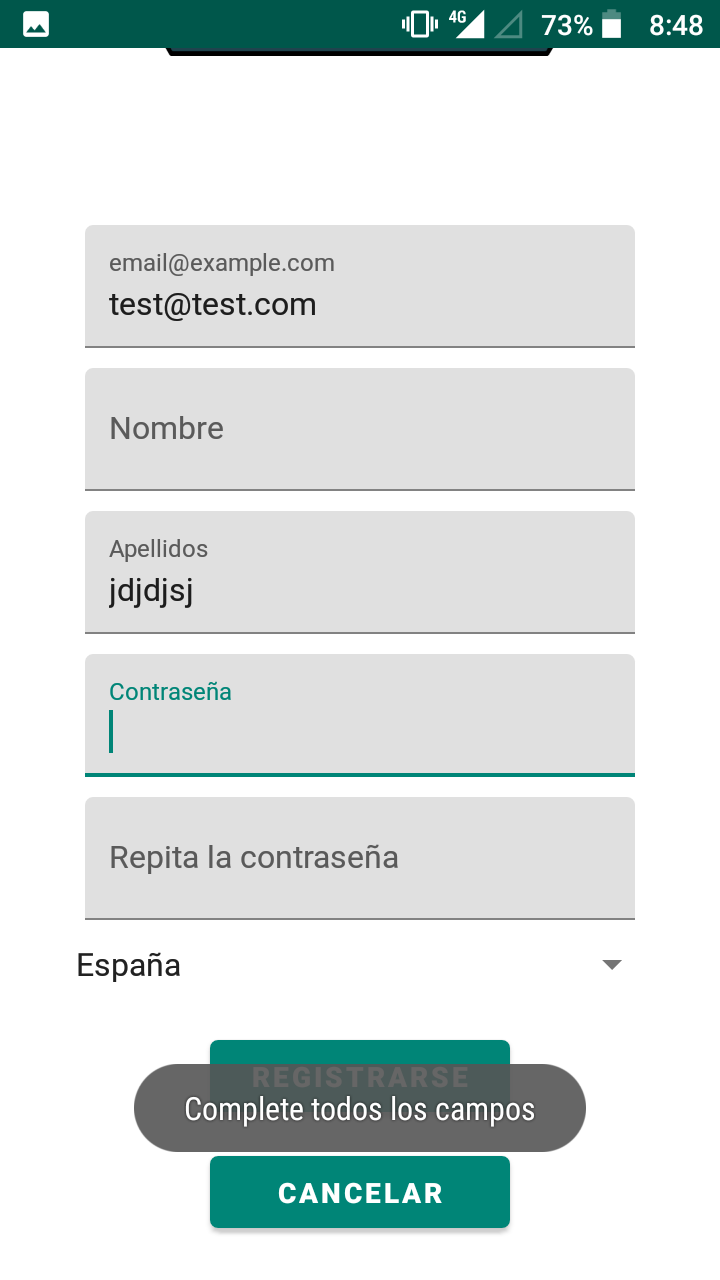 4G 73% 8:48
email@example.com
test@test.com
Nombre
Apellidos
jdjdjsj
Contraseña
Repita la contraseña
España
REGISTRARSE
Complete todos los campos
CANCELAR